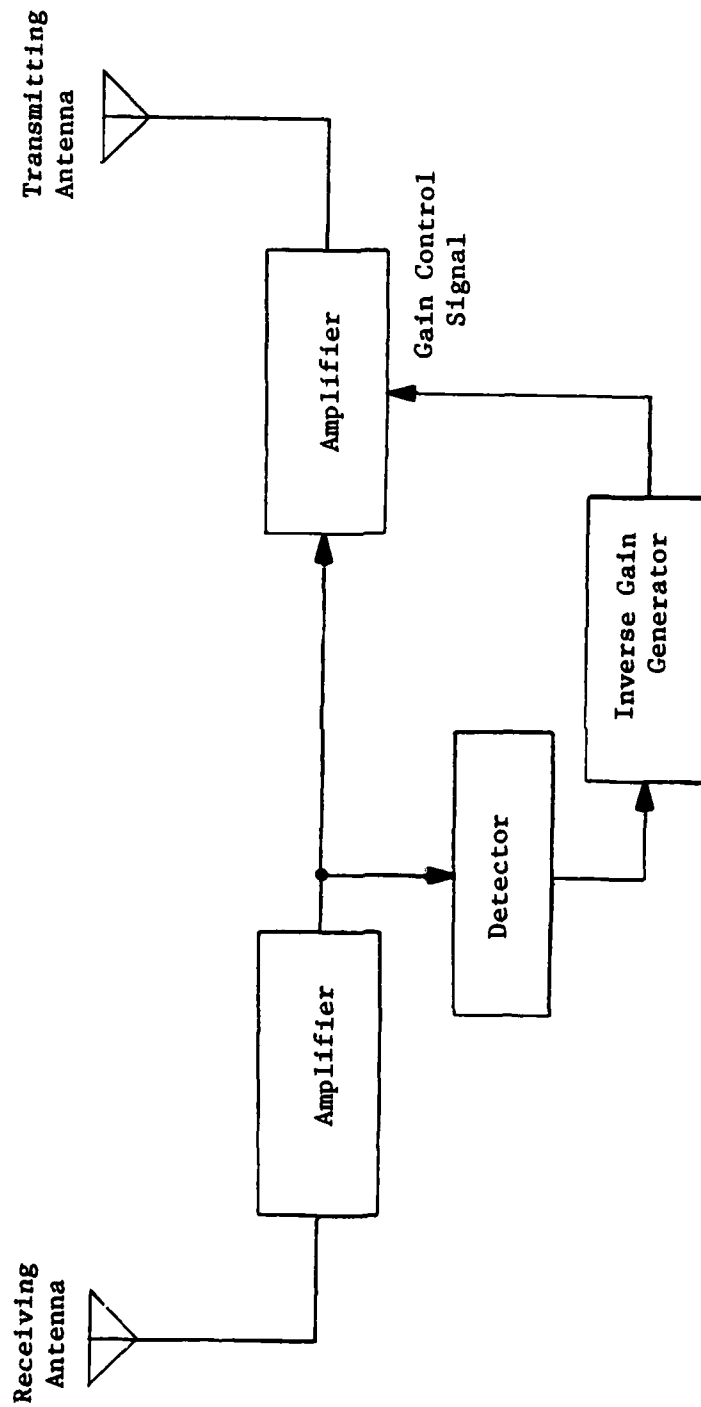 Receiving
Antenna
Amplifier
Detector
Inverse Gain
Generator
Amplifier
Gain Control
Signal
Transmitting
Antenna